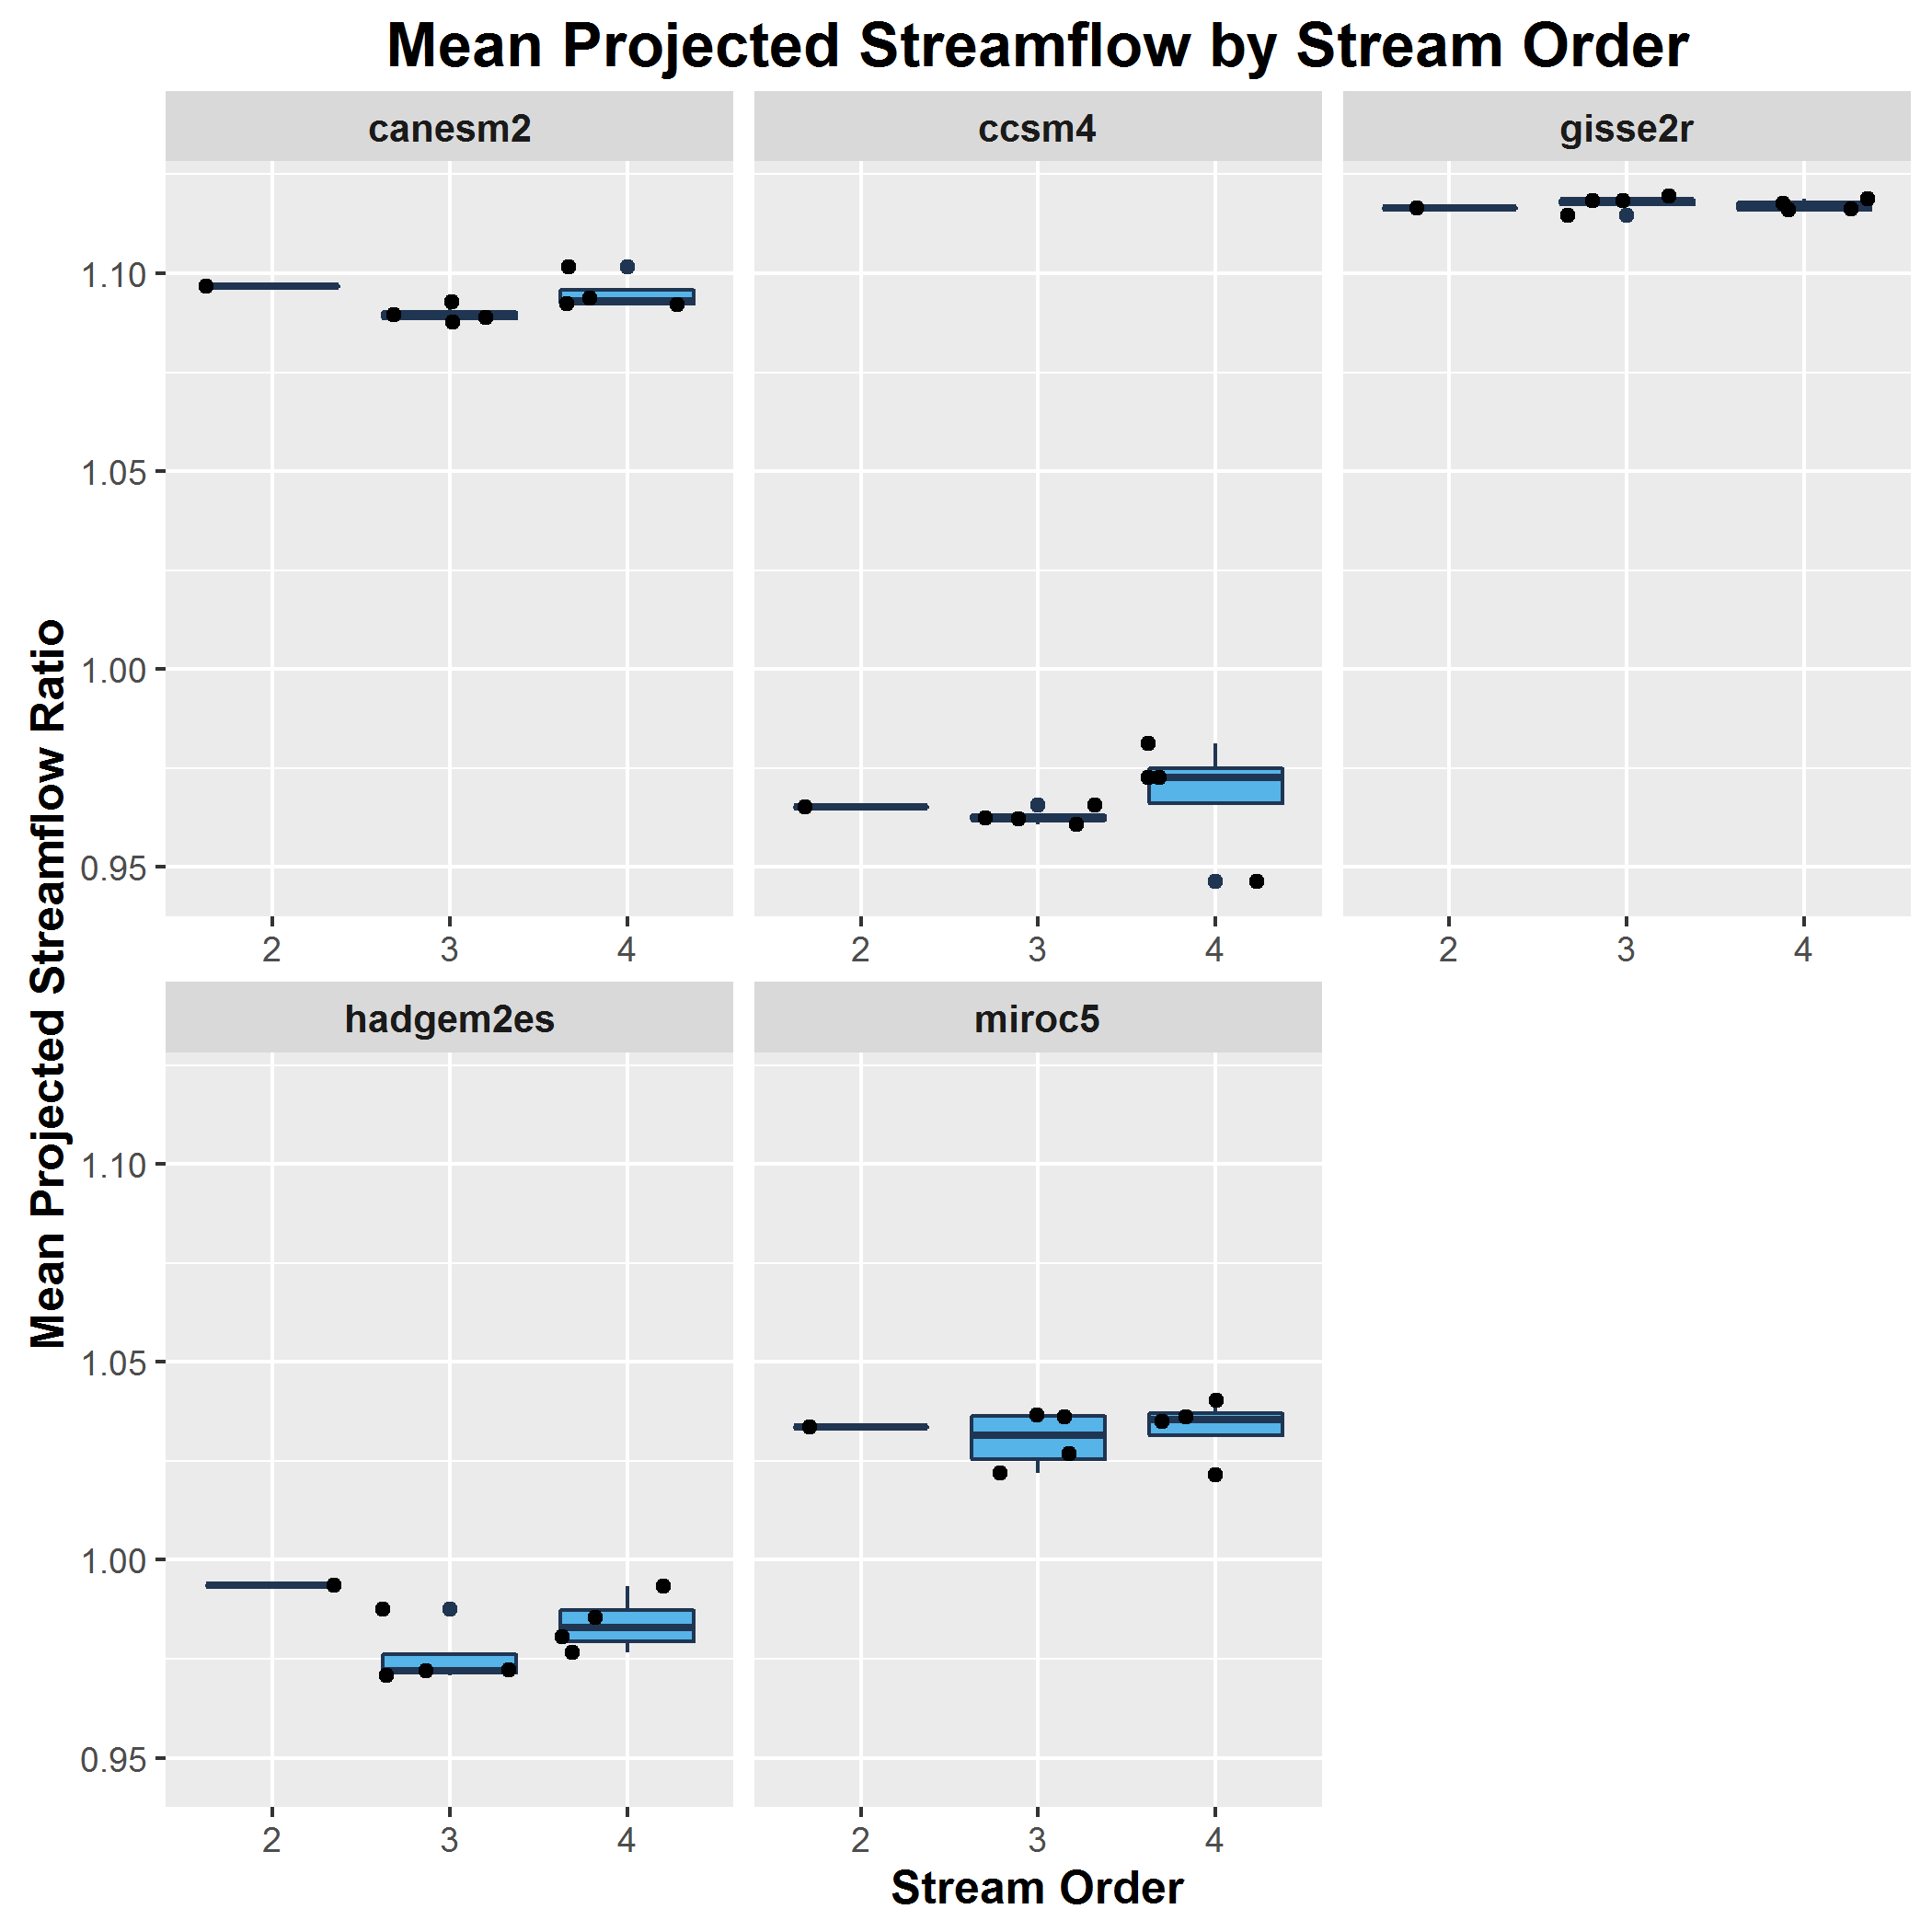 Mean Projected Streamflow by Stream Order
canesm2
ccsm4
gisse2r
1.10
1.05
1.00
0.95
2 3 4
2 3 4
2 3 4
Mean Projected Streamflow Ratio
hadgem2es
miroc5
1.10
1.05
1.00
0.95
2 3 4
2 3 4
Stream Order